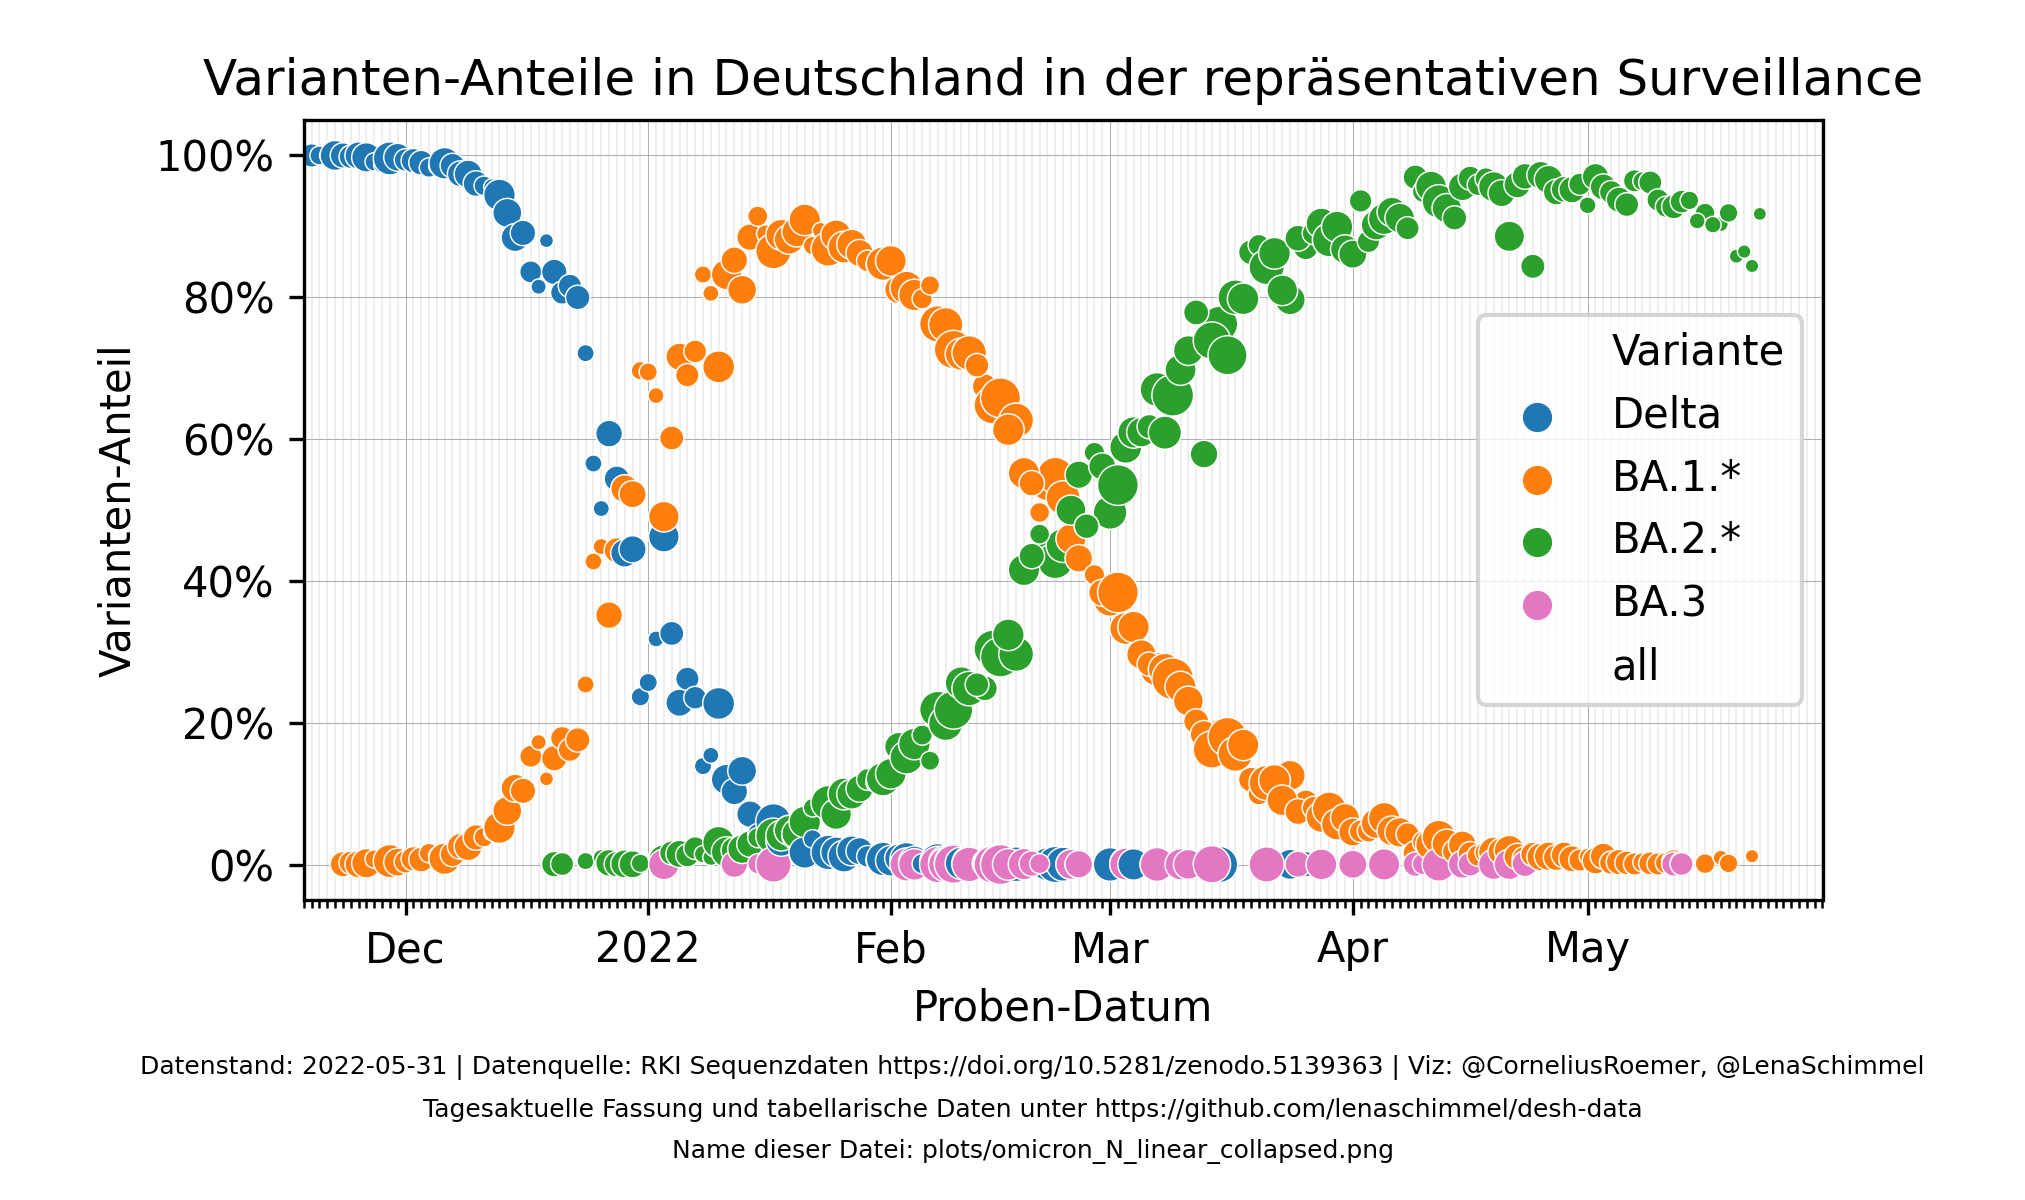 Varianten-Anteile in Deutschland in der repräsentativen Surveillance
Varianten-Anteil
100%
80%
60%
40%
20%
0%
Variante
Delta
BA.1.*
BA.2.*
BA.3
all
Dec 2022 Feb Mar Apr May
Proben-Datum
Datenstand: 2022-05-31 | Datenquelle: RKI Sequenzdaten https://doi.org/10.5281/zenodo.5139363 | Viz: @CorneliusRoemer, @LenaSchimmel
Tagesaktuelle Fassung und tabellarische Daten unter https://github.com/lenaschimmel/desh-data
Name dieser Datei: plots/omicron_N_linear_collapsed.png